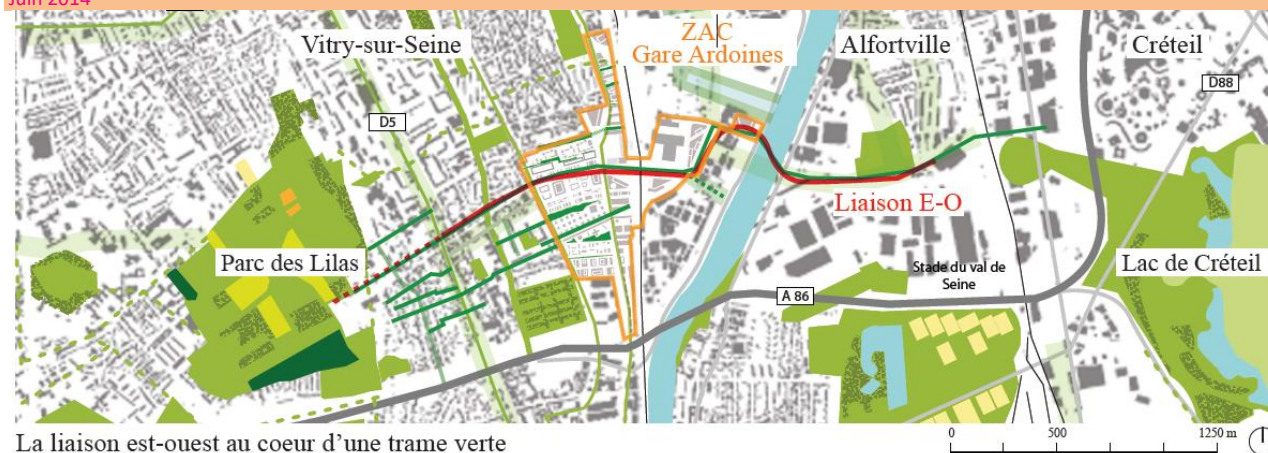 Juin 2014
Vitry-sur-Seine
ZAC
Gare Ardoines
Alfortville
Créteil
D88
D5
Liaison E-O
Parc des Lilas
Stade du val de
Seine
Lac de Créteil
A 86
La liaison est-ouest au coeur d'une trame verte
0 500 1250 m